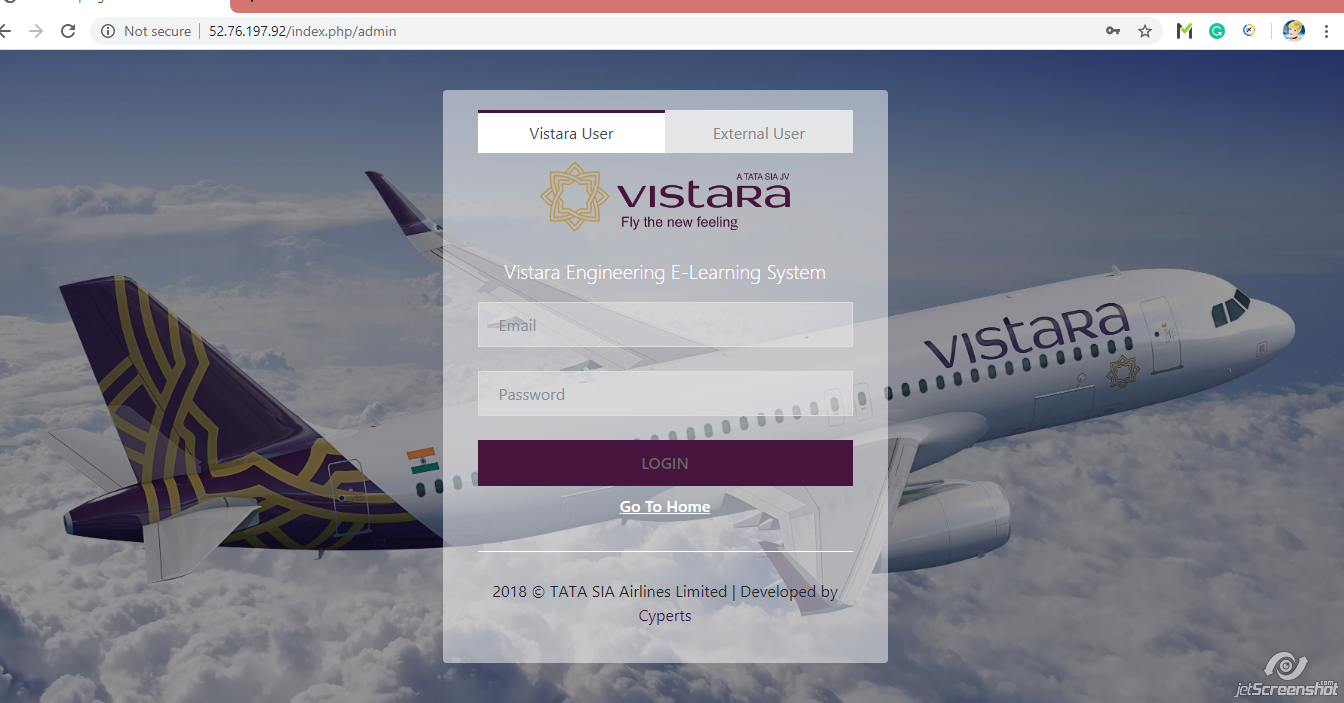 Not secure
52.76.197.92/index.php/admin
Vistara User
External User
A TATA SIA JV
VISTARA
Fly the new feeling
Vistara Engineering E-Learning System
Email
Password
LOGIN
Go To Home
2018 © TATA SIA Airlines Limited | Developed by
Cyperts
VISTARA
jetScreenshot.com